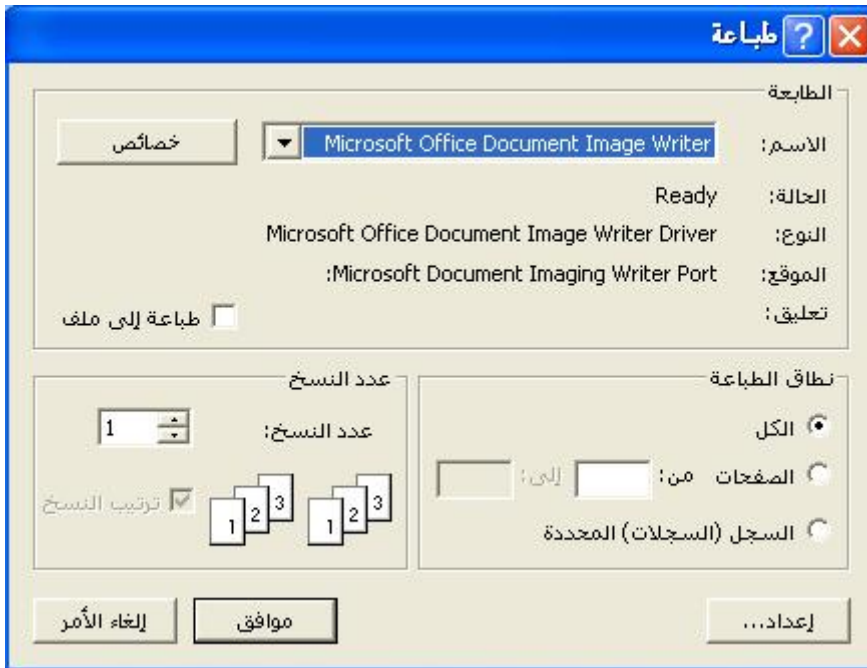 طباعة
الطابعة
الاسم: Microsoft Office Document Image Writer خصائص
الحالة: Ready
النوع: Microsoft Office Document Image Writer Driver
الموقع: Microsoft Document Imaging Writer Port:
تعليق:
طباعة إلى ملف
نطاق الطباعة
الكل
الصفحات من: إلى:
السجل (السجلات) المحددة
عدد النسخ
عدد النسخ: 1
1 2 3 1 2 3
ترتيب النسخ
إعداد...
موافق
إلغاء الأمر